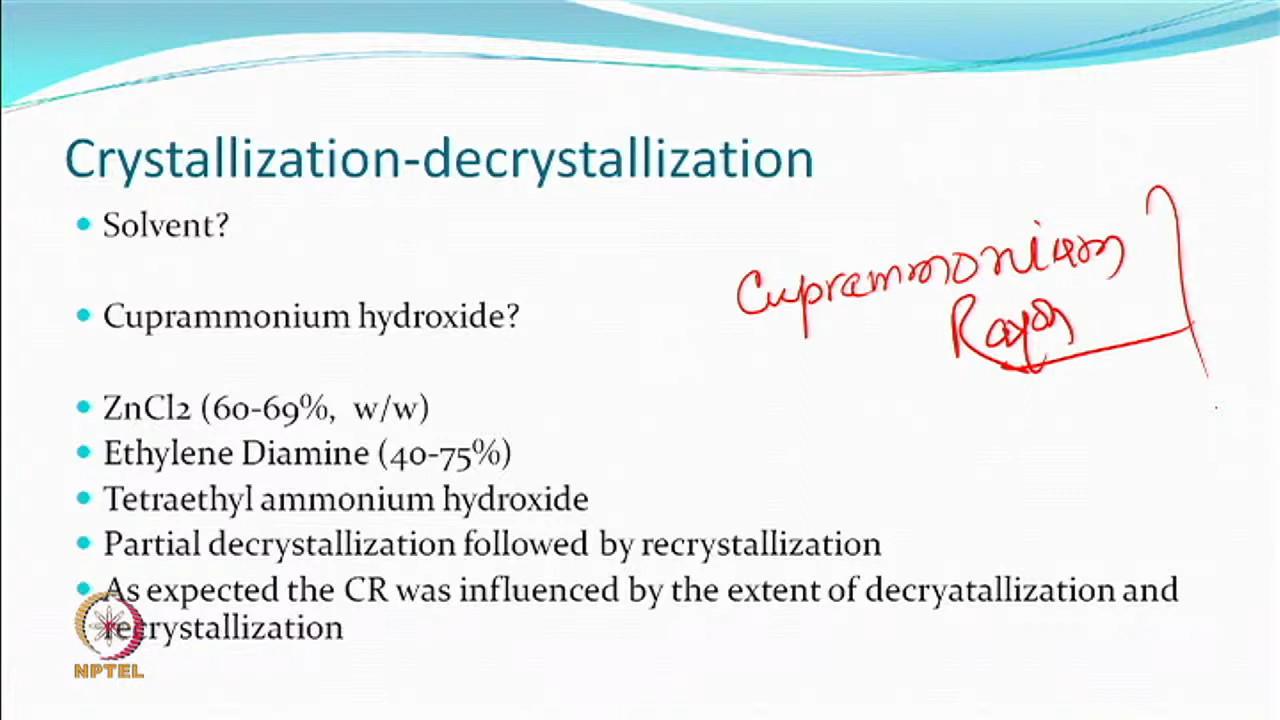 Crystallization-decrystallization
Solvent?
Cuprammonium hydroxide?
Cuprammonium
Rayon
ZnCl2 (60-69%, w/w)
Ethylene Diamine (40-75%)
Tetraethyl ammonium hydroxide
Partial decrystallization followed by recrystallization
As expected the CR was influenced by the extent of decryatallization and
recrystallization
NPTEL